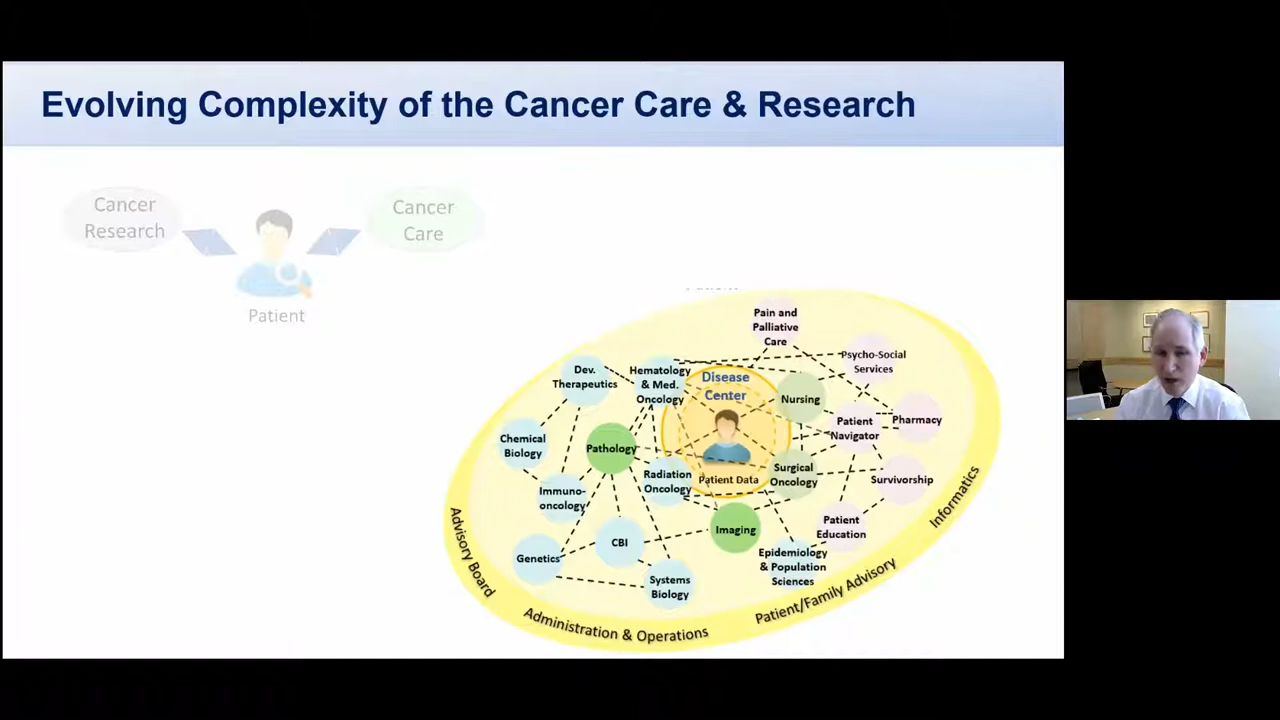 Evolving Complexity of the Cancer Care & Research
Cancer
Research
Cancer
Care
Patient
Patient
Pain and
Palliative
Care
Psycho-Social
Services
Dev.
Therapeutics
Hematology
& Med.
Oncology
Disease
Center
Nursing
Patient
Navigator
Pharmacy
Chemical
Biology
Pathology
Radiation
Oncology
Patient Data
Surgical
Oncology
Survivorship
Immuno-
oncology
Imaging
Patient
Education
CBI
Genetics
Epidemiology
& Population
Sciences
Systems
Biology
Advisory Board
Administration & Operations
Patient/Family Advisory
Informatics